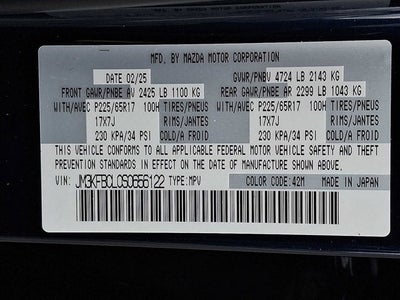 MFD. BY MAZDA MOTOR CORPORATION
DATE 02/25 GVWR/PNBV 4724 LB 2143 KG
FRONT GAWR/PNBE AV 2425 LB 1100 KG REAR GAWR/PNBE AR 2299 LB 1043 KG
WITH/AVEC P225/65R17 100H TIRES/PNEUS WITH/AVEC P225/65R17 100H TIRES/PNEUS
17X7J RIMS/JANTES 17X7J RIMS/JANTES
230 KPA/34 PSI COLD/A FROID 230 KPA/34 PSI COLD/A FROID
THIS VEHICLE CONFORMS TO ALL APPLICABLE FEDERAL MOTOR VEHICLE SAFETY AND THEFT
PREVENTION STANDARDS IN EFFECT ON THE DATE OF MANUFACTURE SHOWN ABOVE.
VIN: JM3KFBCL0S0656122 TYPE:MPV COLOR CODE:42M MADE IN JAPAN